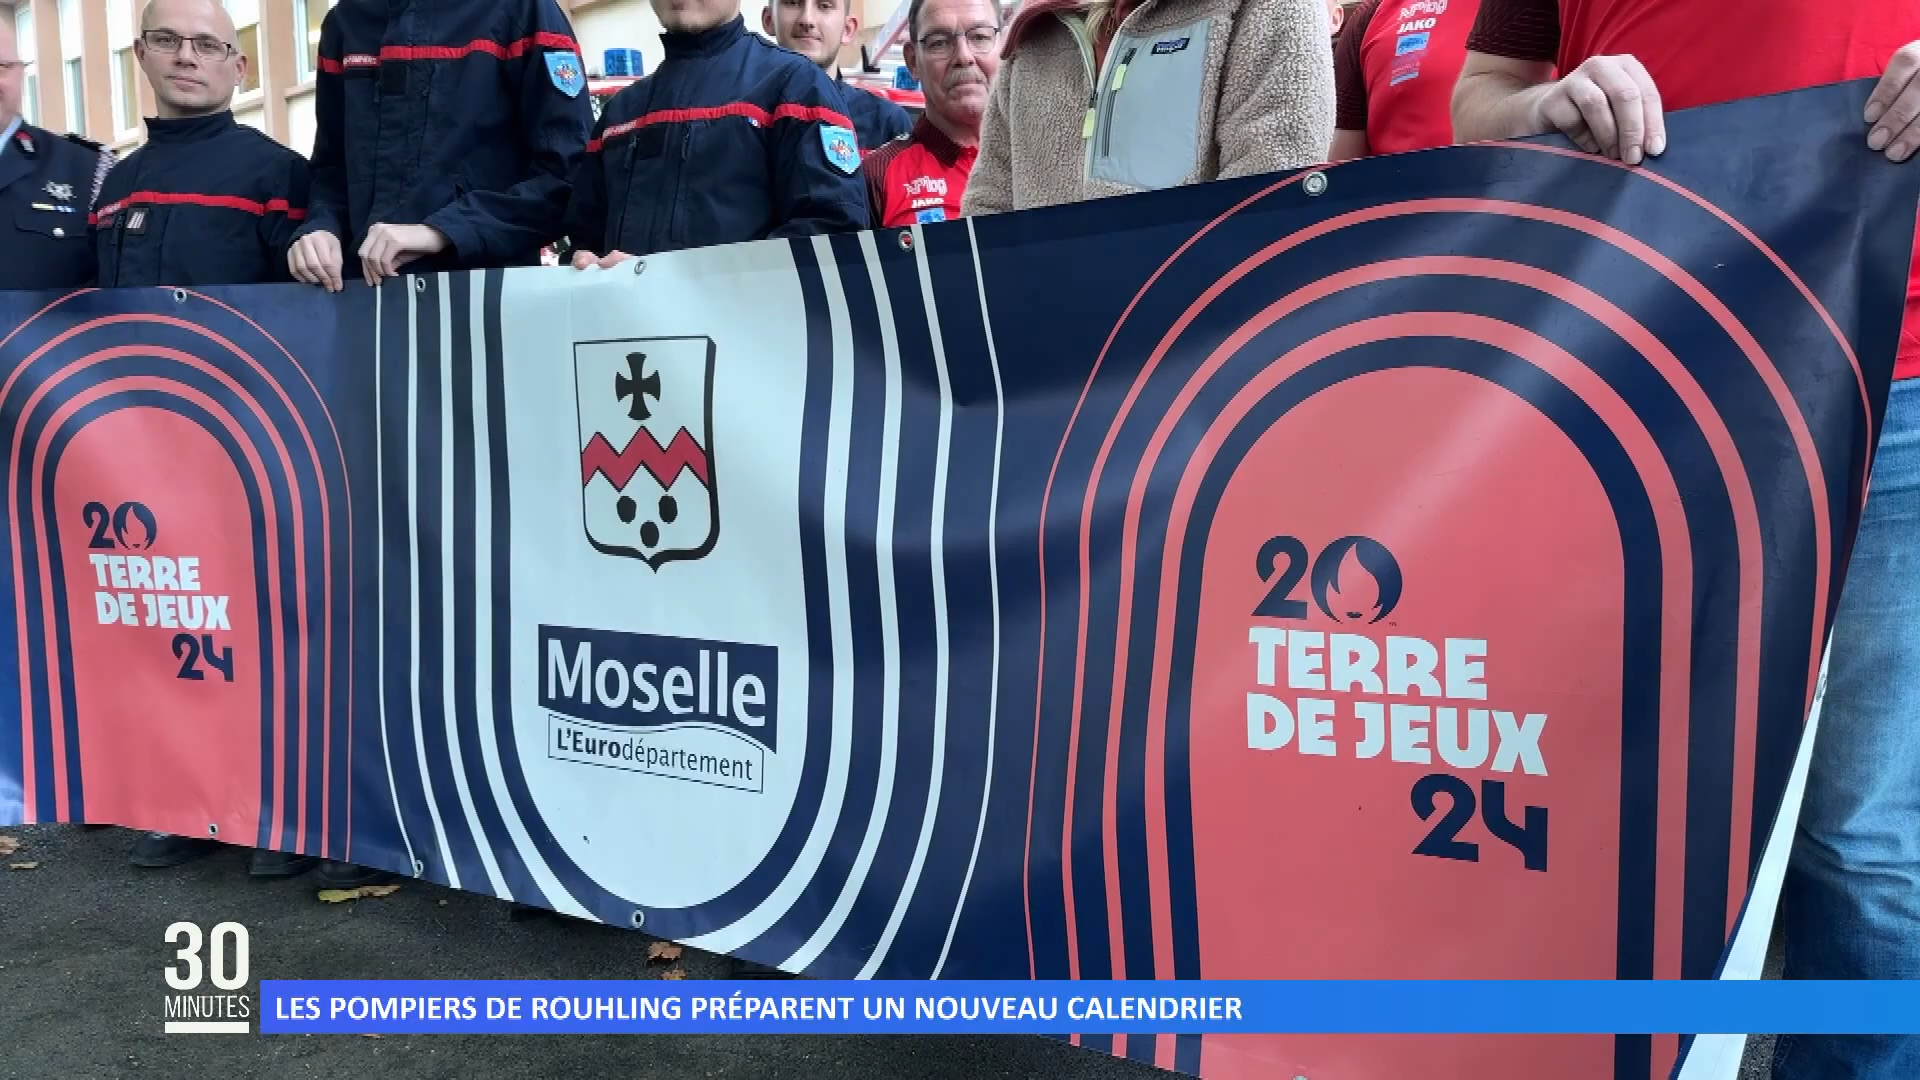 JAKO
JAKO
20
TERRE
DE JEUX
24
Moselle
L'Eurodépartement
20
TERRE
DE JEUX
24
30
MINUTES
LES POMPIERS DE ROUHLING PRÉPARENT UN NOUVEAU CALENDRIER